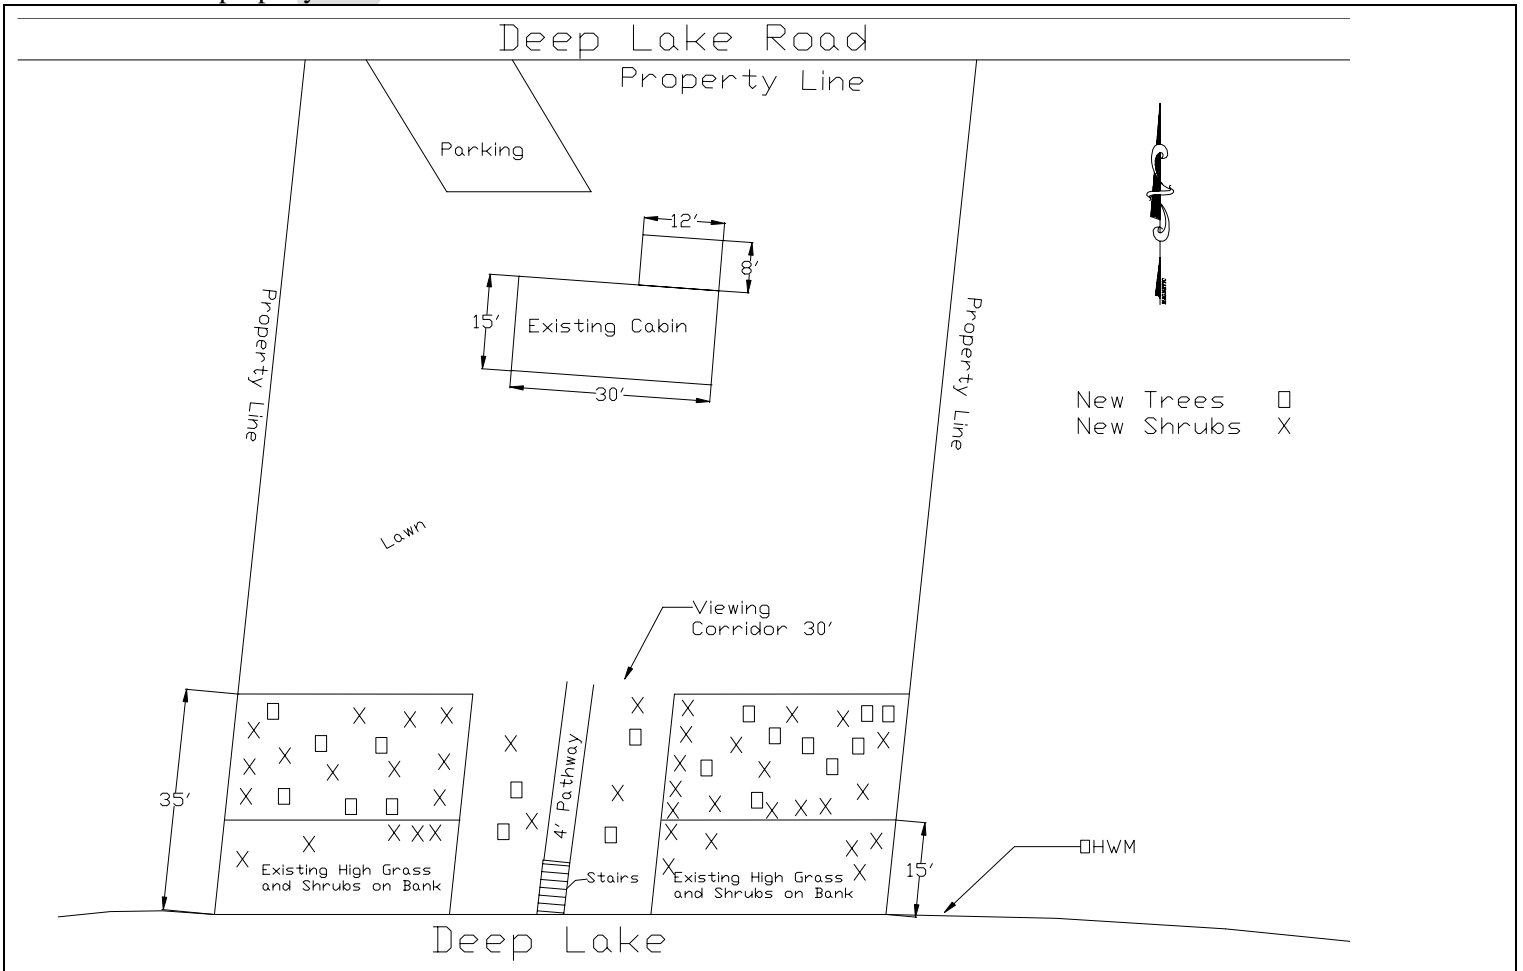 Deep Lake Road
Property Line
Parking
12'
8'
15'
Existing Cabin
30'
Property Line
Property Line
New Trees
New Shrubs X
Lawn
Viewing
Corridor 30'
35'
4' Pathway
HWM
15'
Existing High Grass
and Shrubs on Bank
Stairs
Existing High Grass
and Shrubs on Bank
Deep Lake